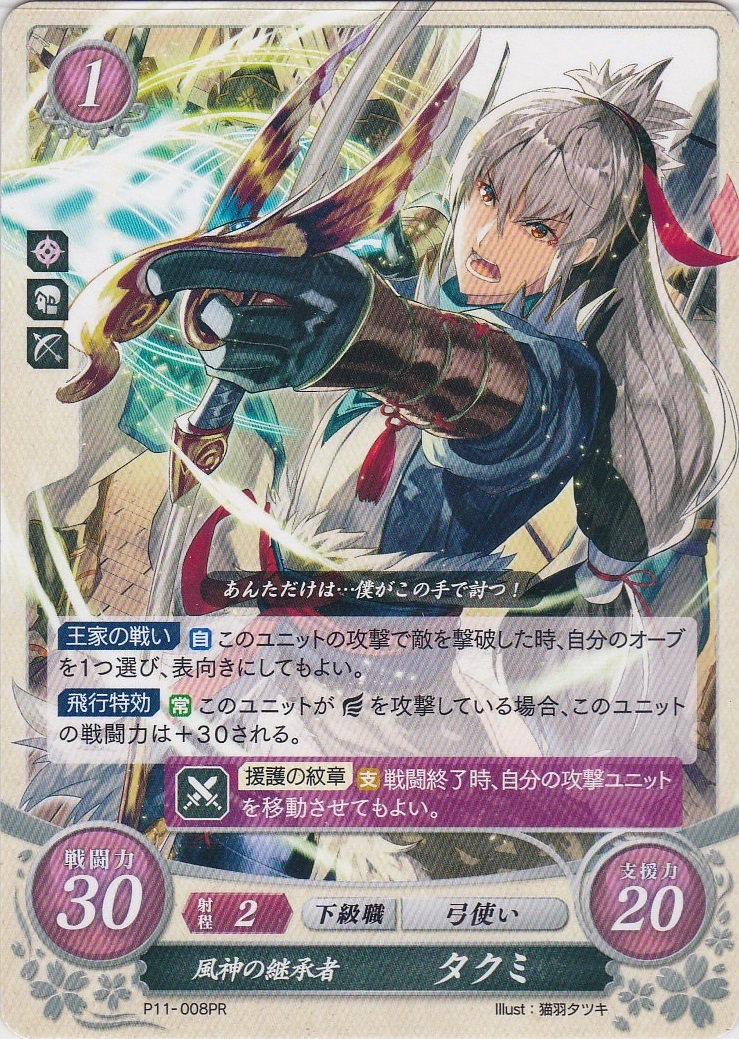 1
あんただけは…僕がこの手で討つ！
王家の戦い 自 このユニットの攻撃で敵を撃破した時、自分のオーブ
を1つ選び、表向きにしてもよい。
飛行特効 常 このユニットが を攻撃している場合、このユニット
の戦闘力は＋30される。
援護の紋章 支 戦闘終了時、自分の攻撃ユニット
を移動させてもよい。
戦闘力
30
射程 2
下級職 弓使い
支援力
20
風神の継承者 タクミ
P11-008PR
Illust：猫羽タツキ